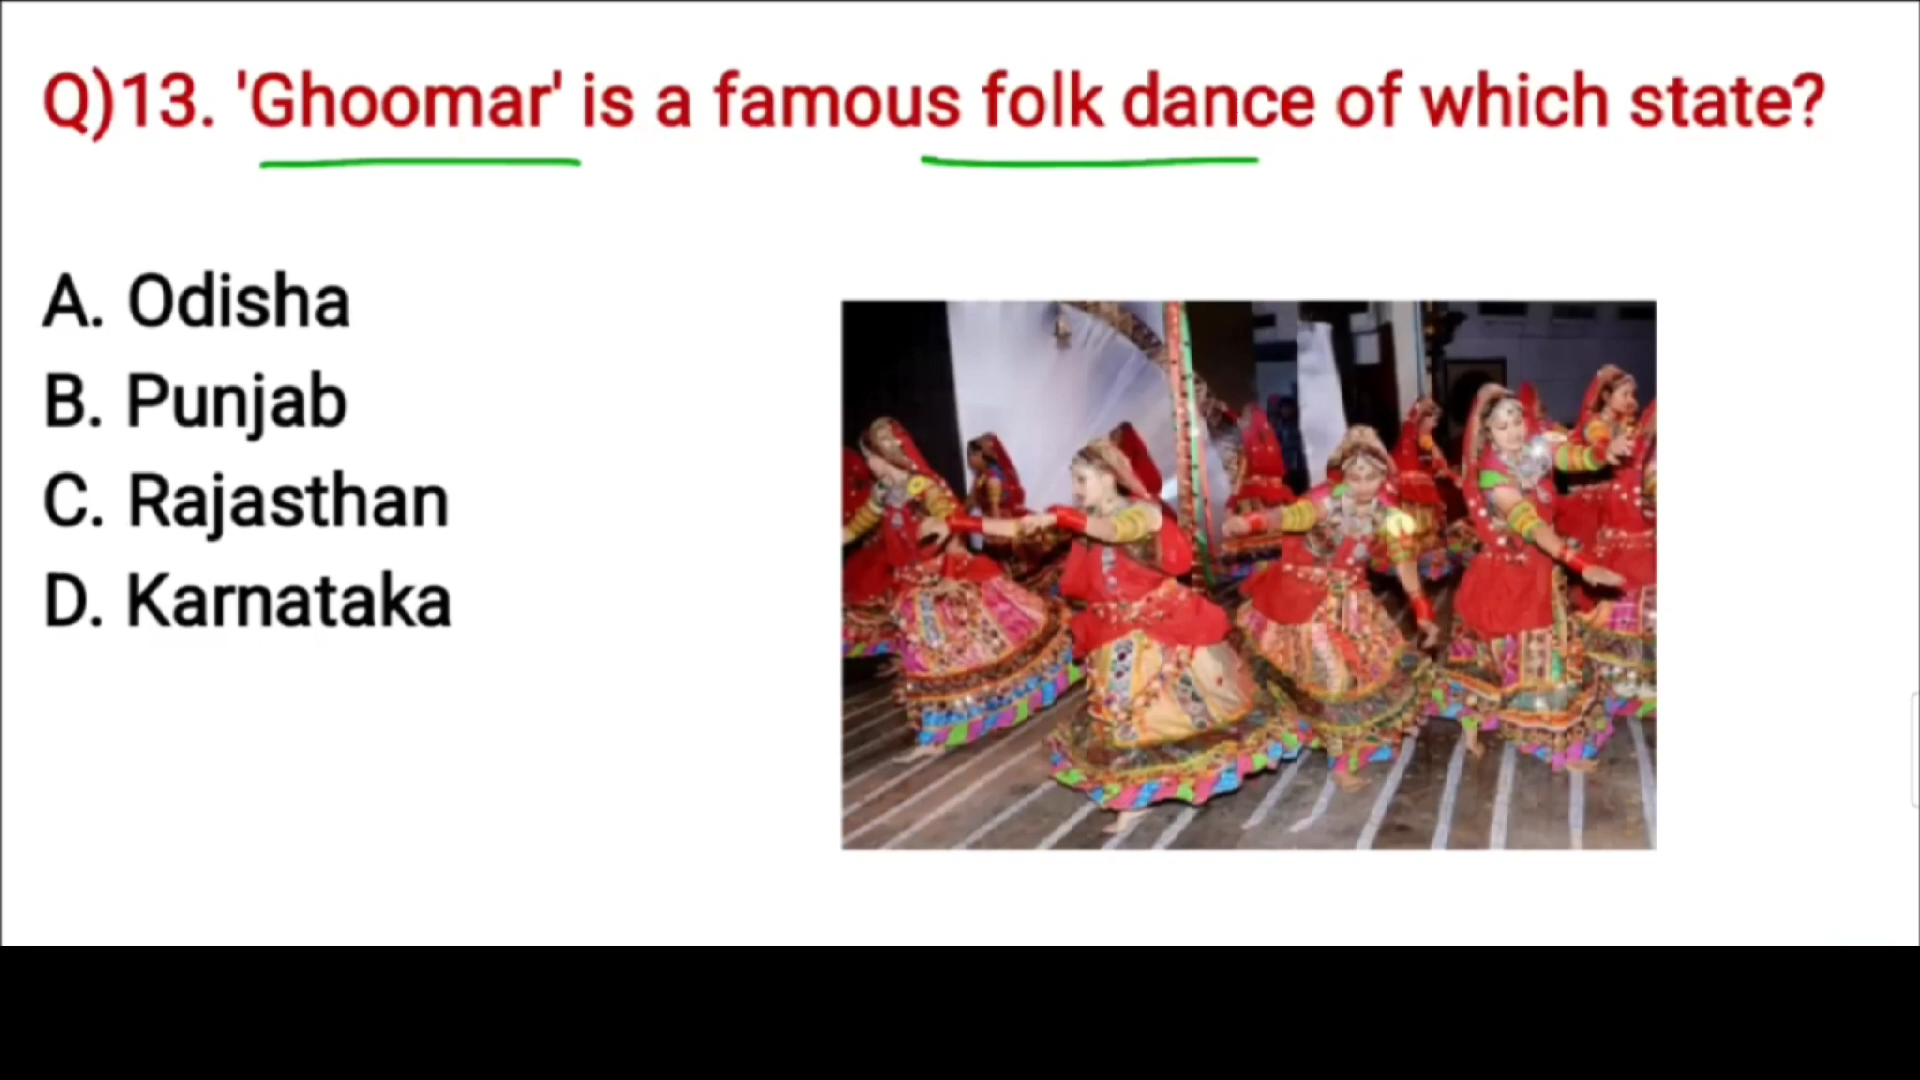 Q)13. 'Ghoomar' is a famous folk dance of which state?
A. Odisha
B. Punjab
C. Rajasthan
D. Karnataka